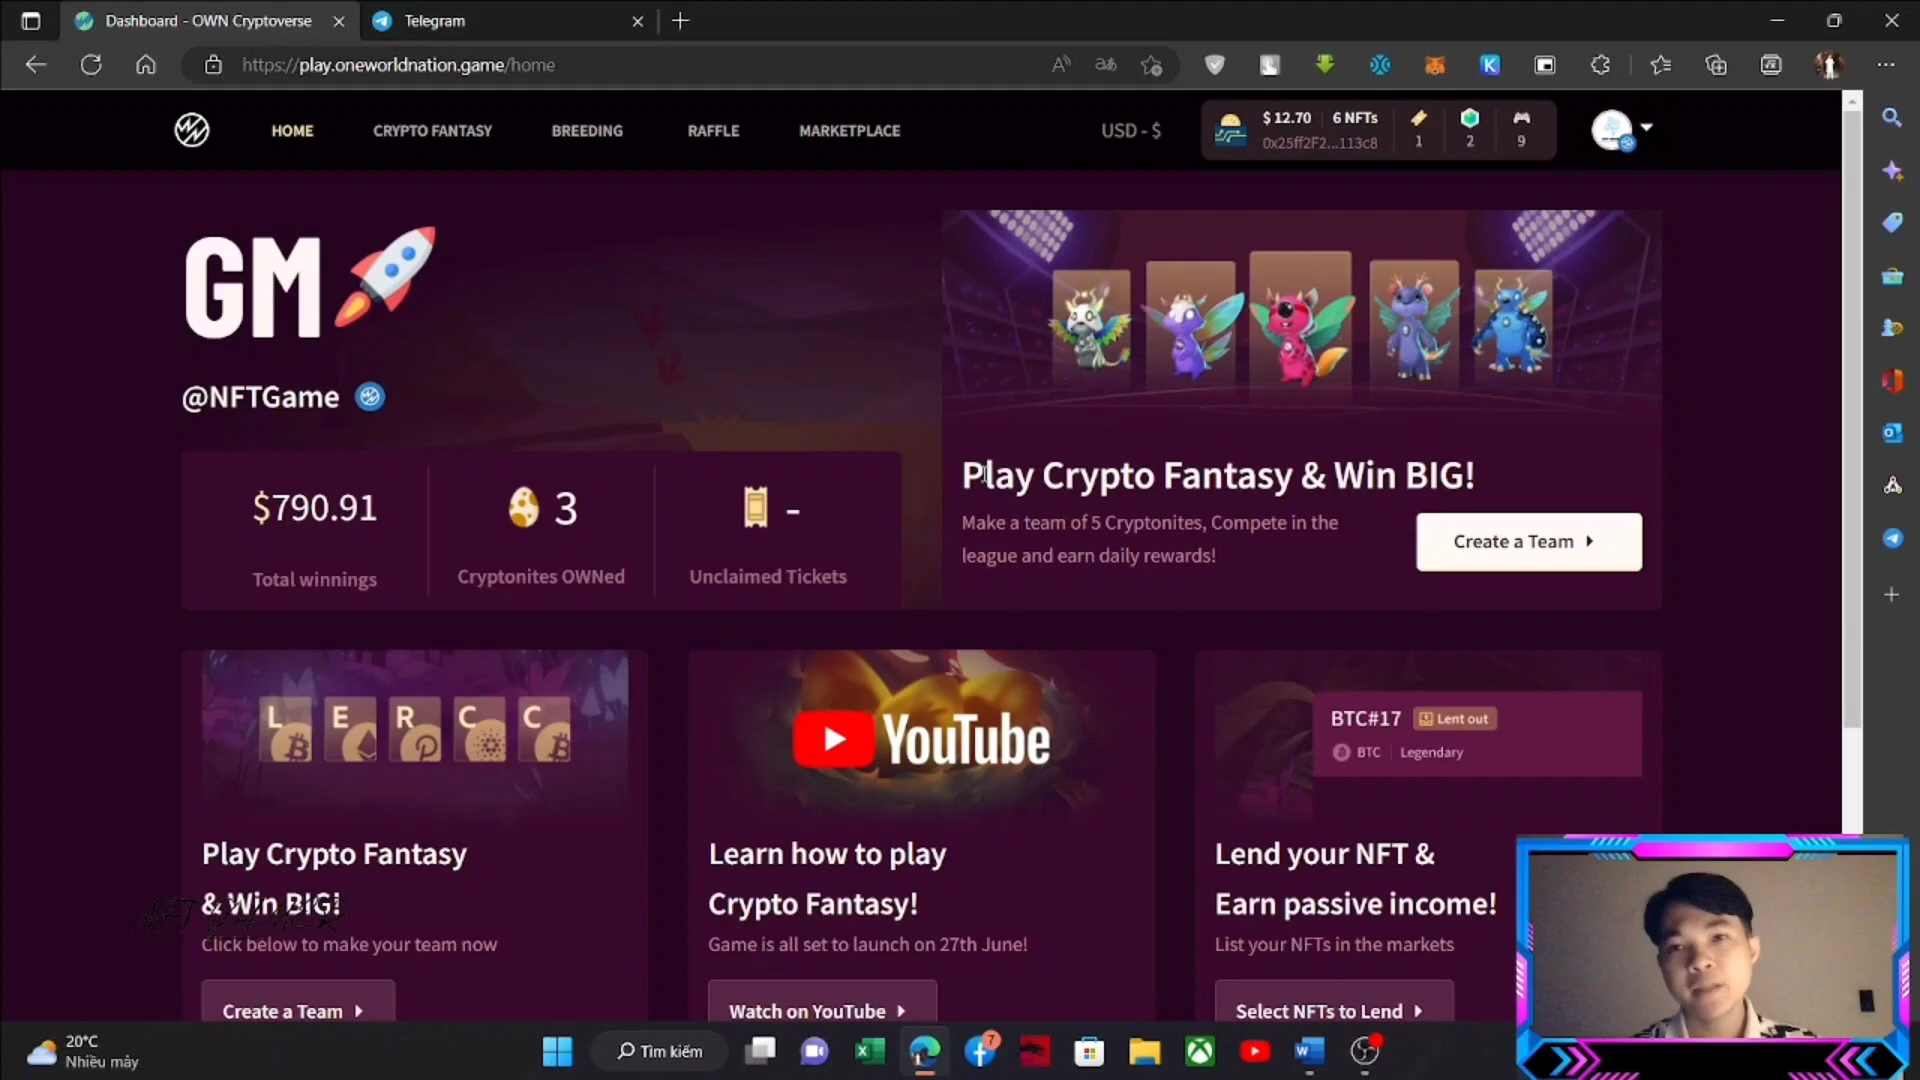 Dashboard - OWN Cryptoverse
Telegram
https://play.oneworldnation.game/home
HOME
CRYPTO FANTASY
BREEDING
RAFFLE
MARKETPLACE
USD - $
$ 12.70
6 NFTs
0x25ff2F2...113c8
1
2
9
GM
@NFTGame
$790.91
3
-
Total winnings
Cryptonites OWNed
Unclaimed Tickets
Play Crypto Fantasy & Win BIG!
Make a team of 5 Cryptonites, Compete in the
league and earn daily rewards!
Create a Team
L E R C C
Play Crypto Fantasy
& Win BIG!
Click below to make your team now
Create a Team
YouTube
Learn how to play
Crypto Fantasy!
Game is all set to launch on 27th June!
Watch on YouTube
BTC#17
Lent out
BTC
Legendary
Lend your NFT &
Earn passive income!
List your NFTs in the markets
Select NFTs to Lend
20°C
Nhiều mây
Tìm kiếm
7